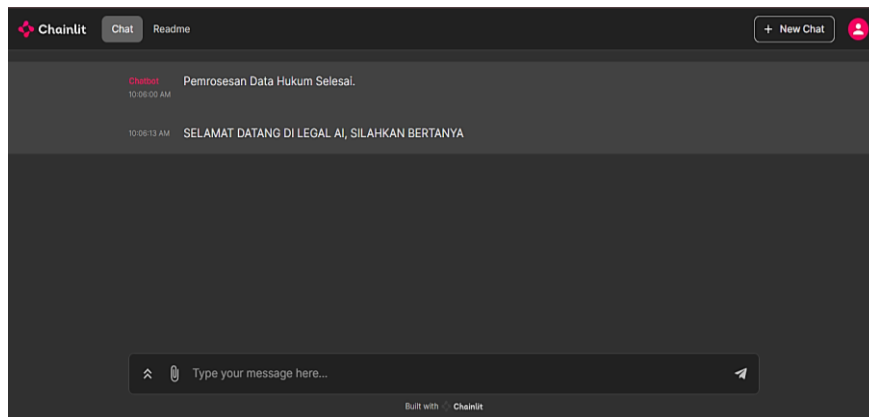 Chainlit Chat Readme + New Chat
Chatbot Pemrosesan Data Hukum Selesai.
10:06:00 AM
10:06:13 AM SELAMAT DATANG DI LEGAL AI, SILAHKAN BERTANYA
Type your message here...
Built with Chainlit